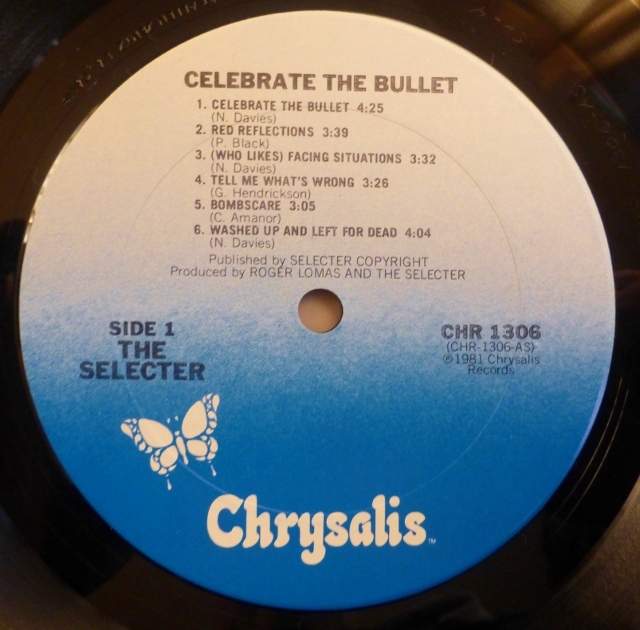 CELEBRATE THE BULLET
1. CELEBRATE THE BULLET 4:25
(N. Davies)
2. RED REFLECTIONS 3:39
(P. Black)
3. (WHO LIKES) FACING SITUATIONS 3:32
(N. Davies)
4. TELL ME WHAT'S WRONG 3:26
(G. Hendrickson)
5. BOMBSCARE 3:05
(C. Amanor)
6. WASHED UP AND LEFT FOR DEAD 4:04
(N. Davies)
Published by SELECTER COPYRIGHT
Produced by ROGER LOMAS AND THE SELECTER
SIDE 1
THE
SELECTER
CHR 1306
(CHR-1306-AS)
℗1981 Chrysalis
Records
Chrysalis™